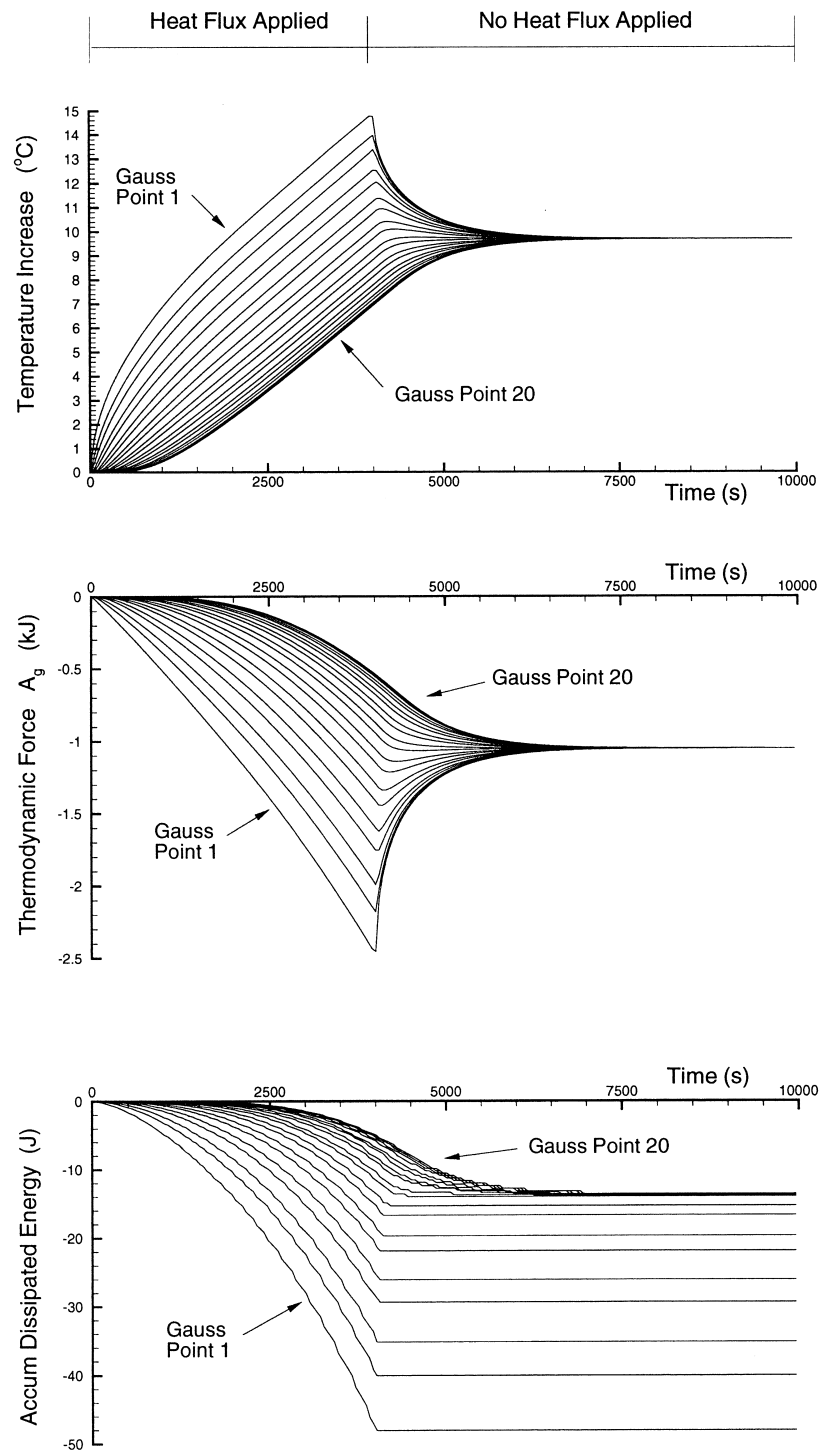 Heat Flux Applied
No Heat Flux Applied
15
14
13
12
11
10
9
8
7
6
5
4
3
2
1
0
Temperature Increase (°C)
Gauss
Point 1
Gauss Point 20
0
2500
5000
7500
10000
Time (s)
Time (s)
0
2500
5000
7500
10000
0
-0.5
-1
-1.5
-2
-2.5
Thermodynamic Force Ag (kJ)
Gauss Point 20
Gauss
Point 1
Time (s)
0
2500
5000
7500
10000
0
-10
-20
-30
-40
-50
Accum Dissipated Energy (J)
Gauss Point 20
Gauss
Point 1